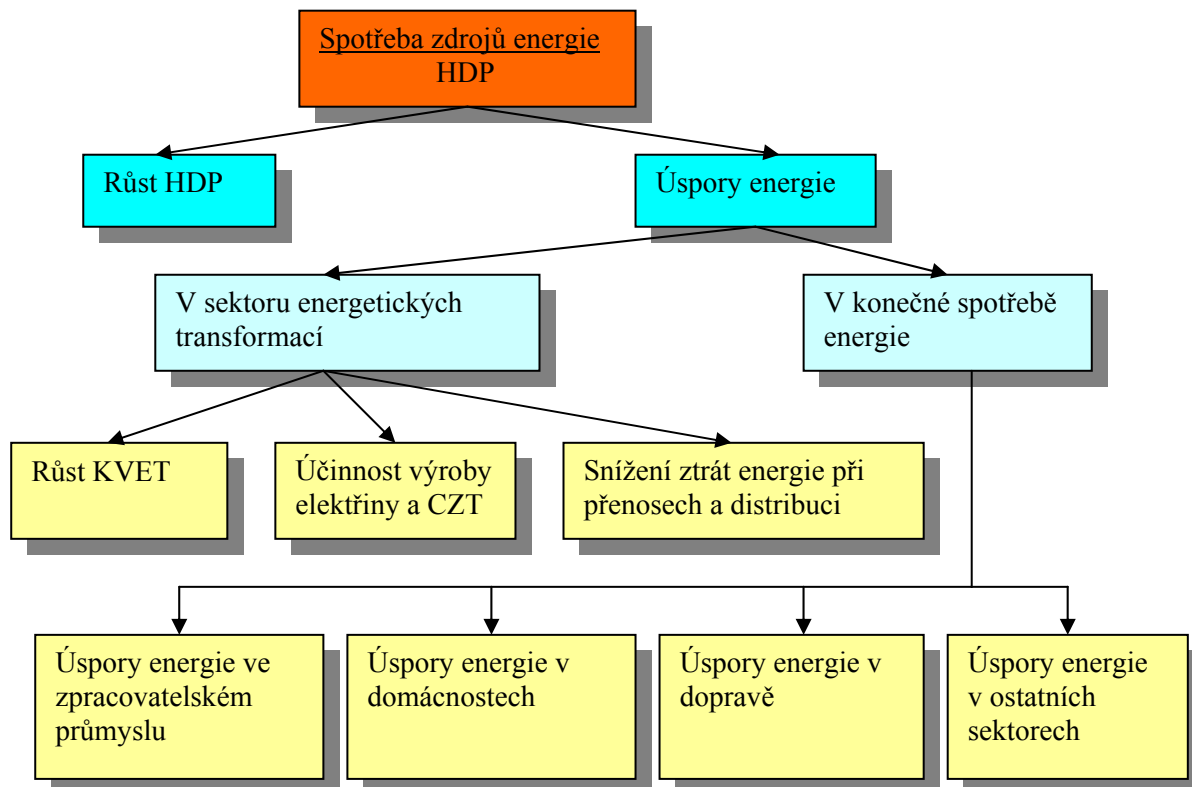 Spotřeba zdrojů energie
HDP
Růst HDP
Úspory energie
V sektoru energetických
transformací
V konečné spotřebě
energie
Růst KVET
Účinnost výroby
elektřiny a CZT
Snížení ztrát energie při
přenosech a distribuci
Úspory energie ve
zpracovatelském
průmyslu
Úspory energie v
domácnostech
Úspory energie v
dopravě
Úspory energie
v ostatních
sektorech